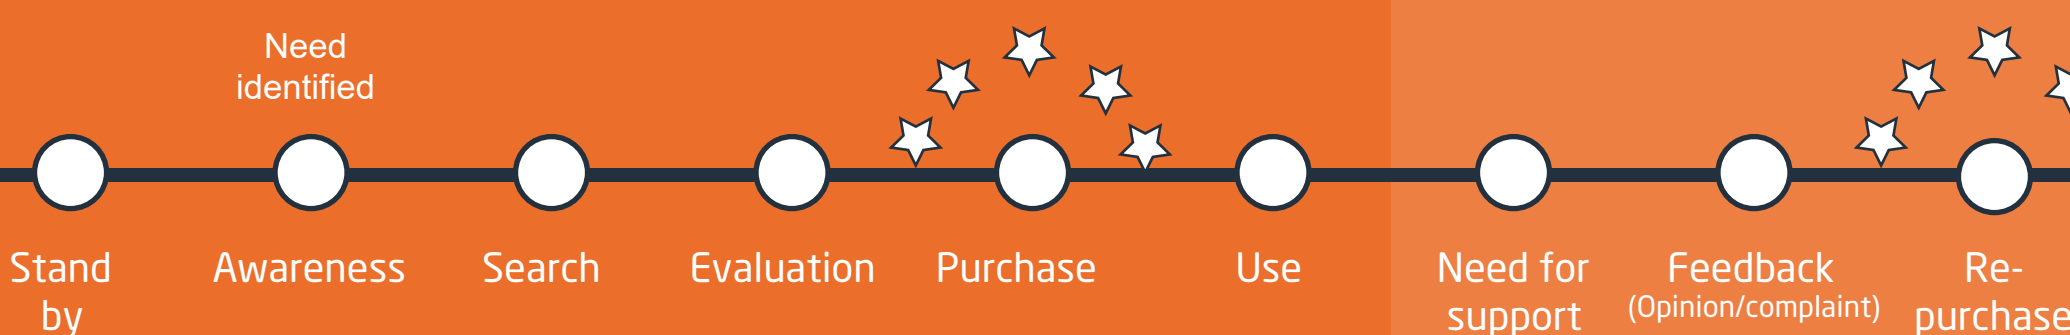 Need
identified
Stand
by
Awareness
Search
Evaluation
Purchase
Use
Need for
support
Feedback
(Opinion/complaint)
Re-
purchase